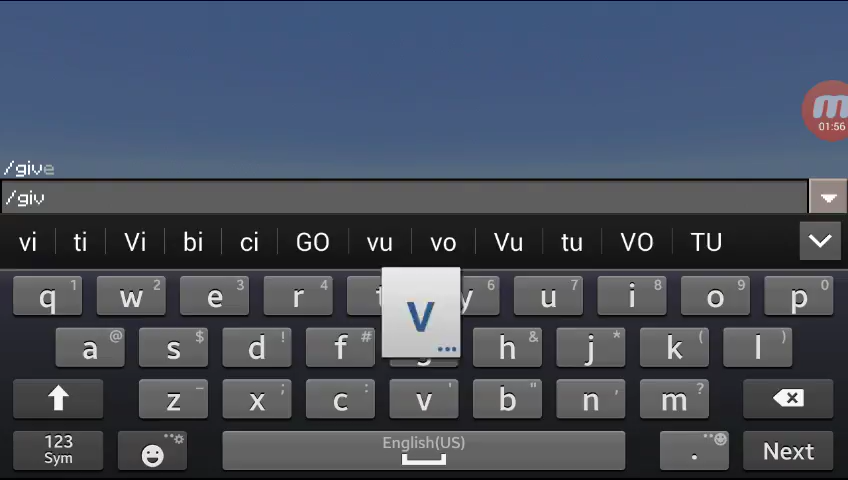 m
01:56
/give
/giv
vi ti Vi bi ci GO vu vo Vu tu VO TU
q 1 w 2 e 3 r 4 t y 6 u 7 i 8 o 9 p 0
V ...
a @ s $ d ! f # g h & j * k ( l )
z - x ; c : v ' b " n , m ?
123 Sym English(US) . Next